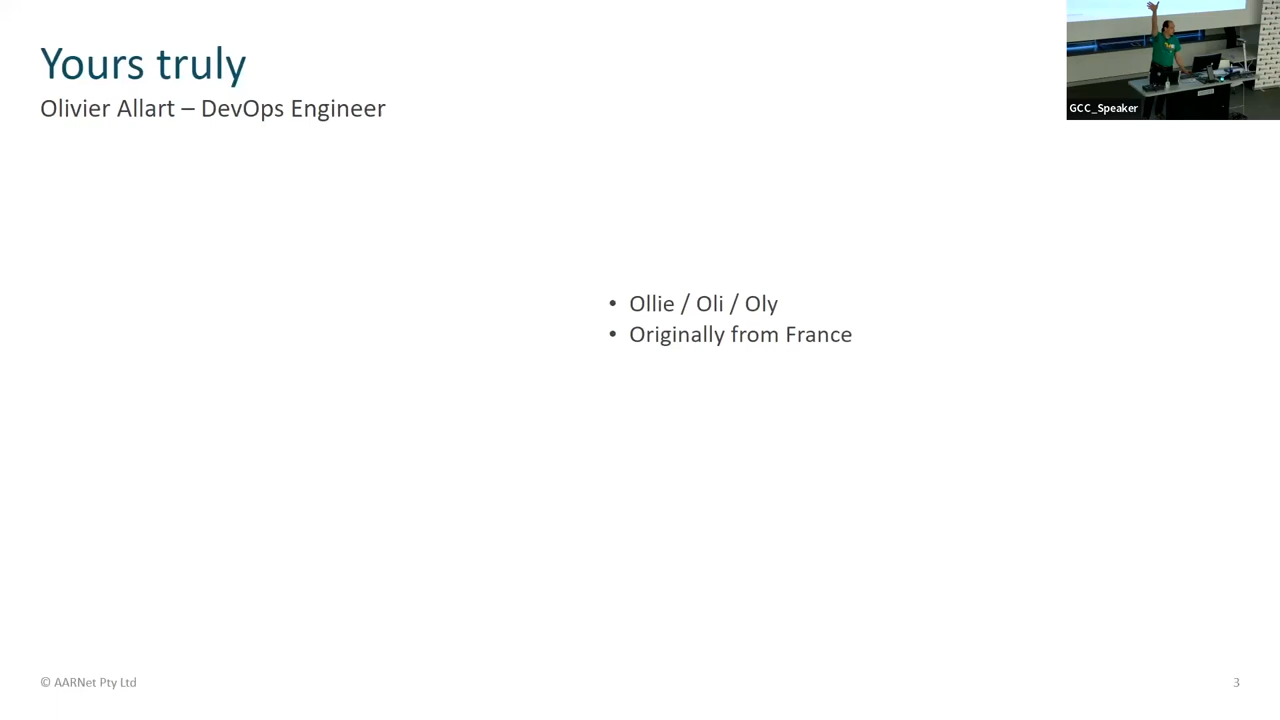 Yours truly
Olivier Allart – DevOps Engineer
GCC_Speaker
• Ollie / Oli / Oly
• Originally from France
© AARNet Pty Ltd
3